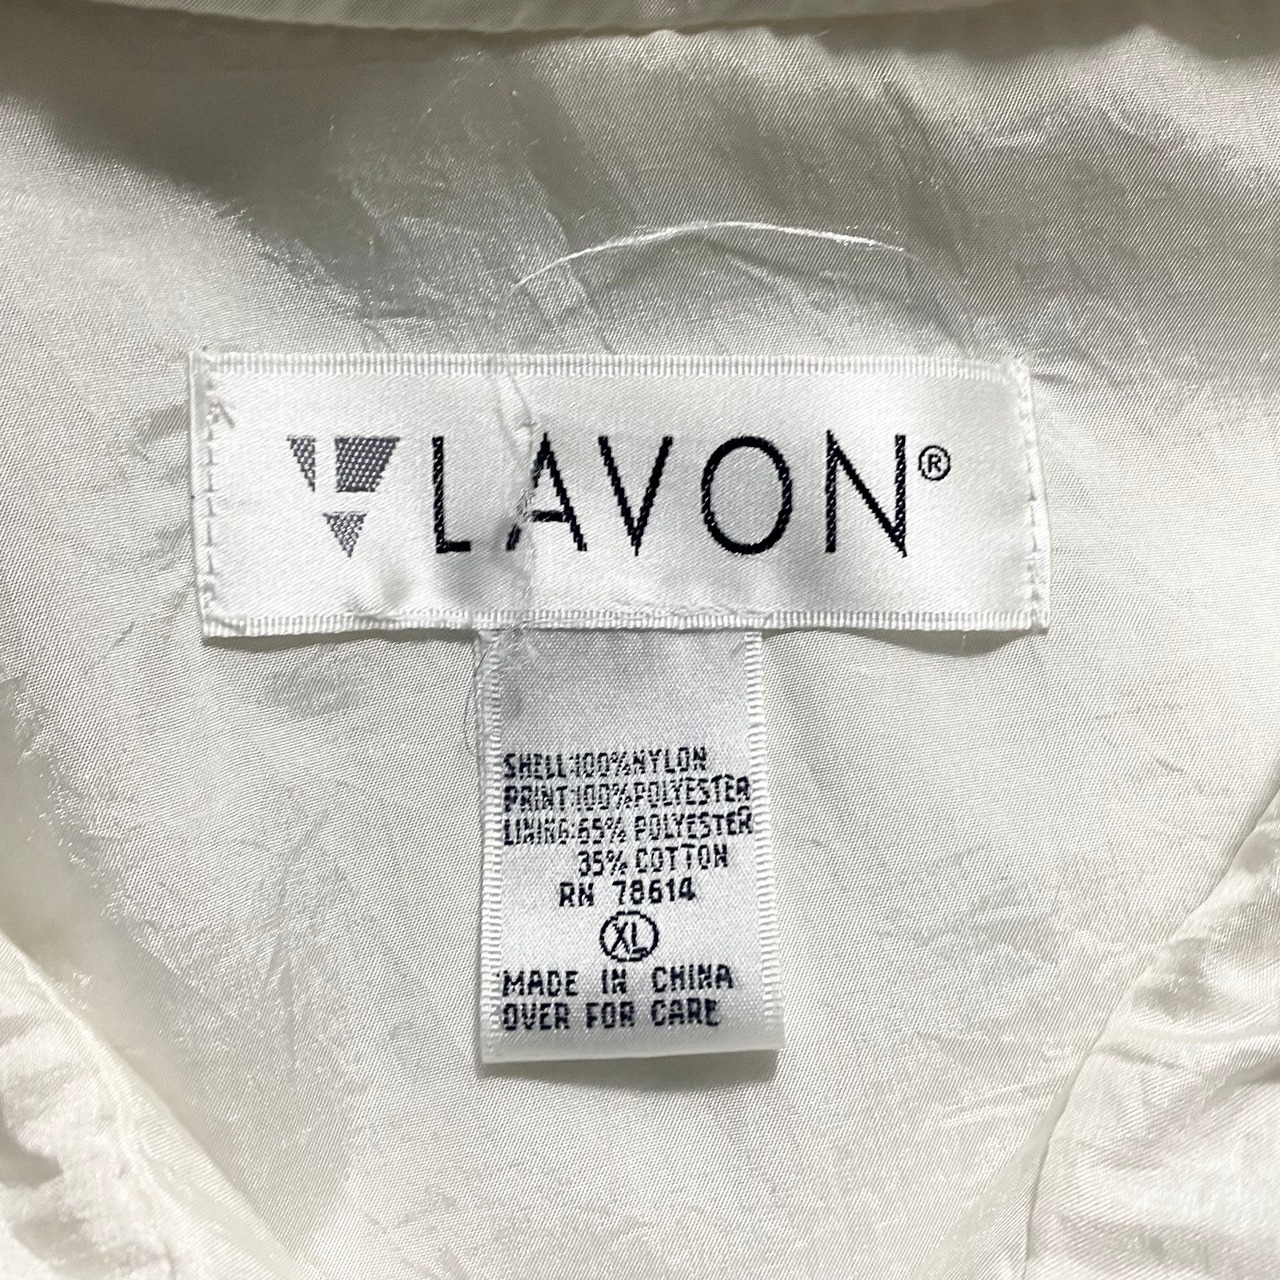 LAVON®
SHELL:100%NYLON
PRINT:100%POLYESTER
LINING:65% POLYESTER
35% COTTON
RN 78614
XL
MADE IN CHINA
OVER FOR CARE